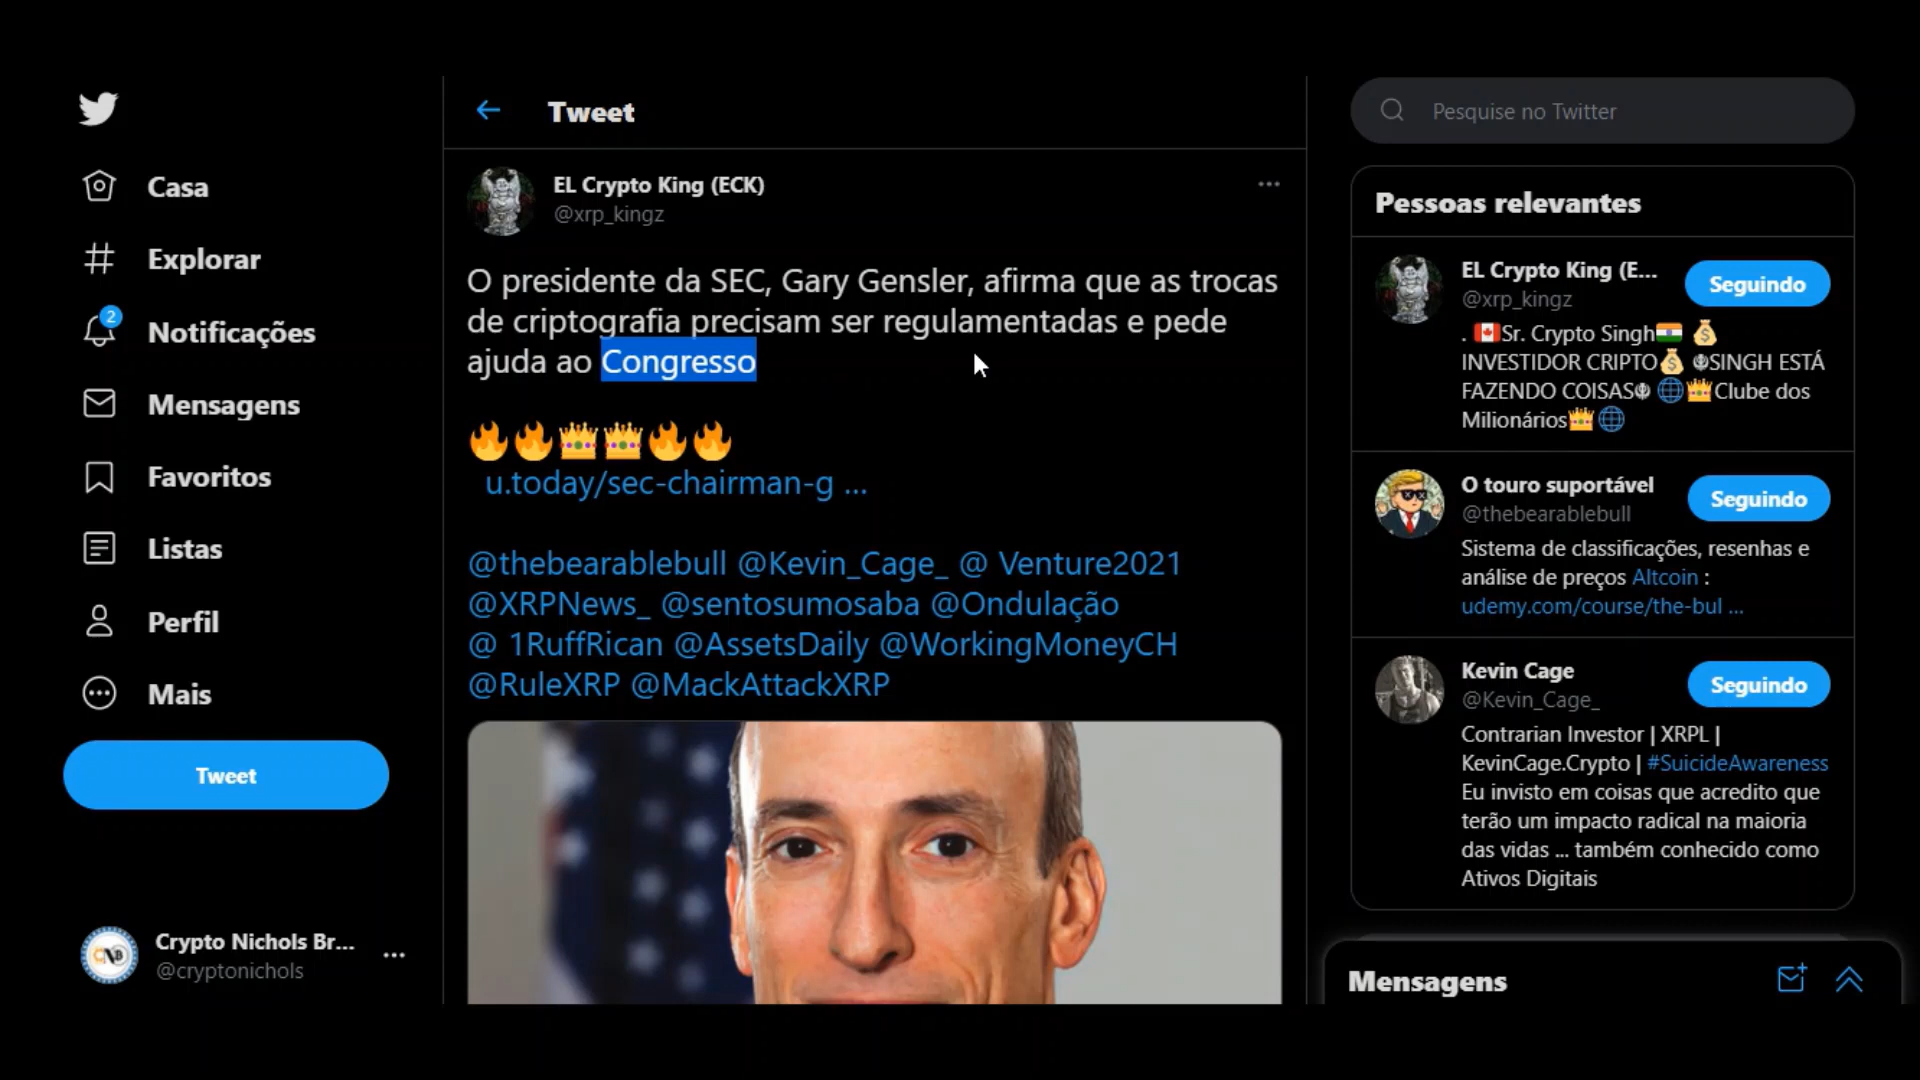 Tweet
Pesquise no Twitter
Casa
Explorar
2
Notificações
Mensagens
Favoritos
Listas
Perfil
Mais
Tweet
Crypto Nichols Br...
@cryptonichols
EL Crypto King (ECK)
@xrp_kingz
O presidente da SEC, Gary Gensler, afirma que as trocas
de criptografia precisam ser regulamentadas e pede
ajuda ao Congresso
🔥🔥👑👑🔥🔥
u.today/sec-chairman-g ...
@thebearablebull @Kevin_Cage_ @ Venture2021
@XRPNews_ @sentosumosaba @Ondulação
@ 1RuffRican @AssetsDaily @WorkingMoneyCH
@RuleXRP @MackAttackXRP
Pessoas relevantes
EL Crypto King (E...
Seguindo
@xrp_kingz
. 🇨🇦Sr. Crypto Singh🇮🇳 💰
INVESTIDOR CRIPTO💰 ☬SINGH ESTÁ
FAZENDO COISAS☬ 🌐👑Clube dos
Milionários👑🌐
O touro suportável
Seguindo
@thebearablebull
Sistema de classificações, resenhas e
análise de preços Altcoin :
udemy.com/course/the-bul ...
Kevin Cage
Seguindo
@Kevin_Cage_
Contrarian Investor | XRPL |
KevinCage.Crypto | #SuicideAwareness
Eu invisto em coisas que acredito que
terão um impacto radical na maioria
das vidas ... também conhecido como
Ativos Digitais
Mensagens